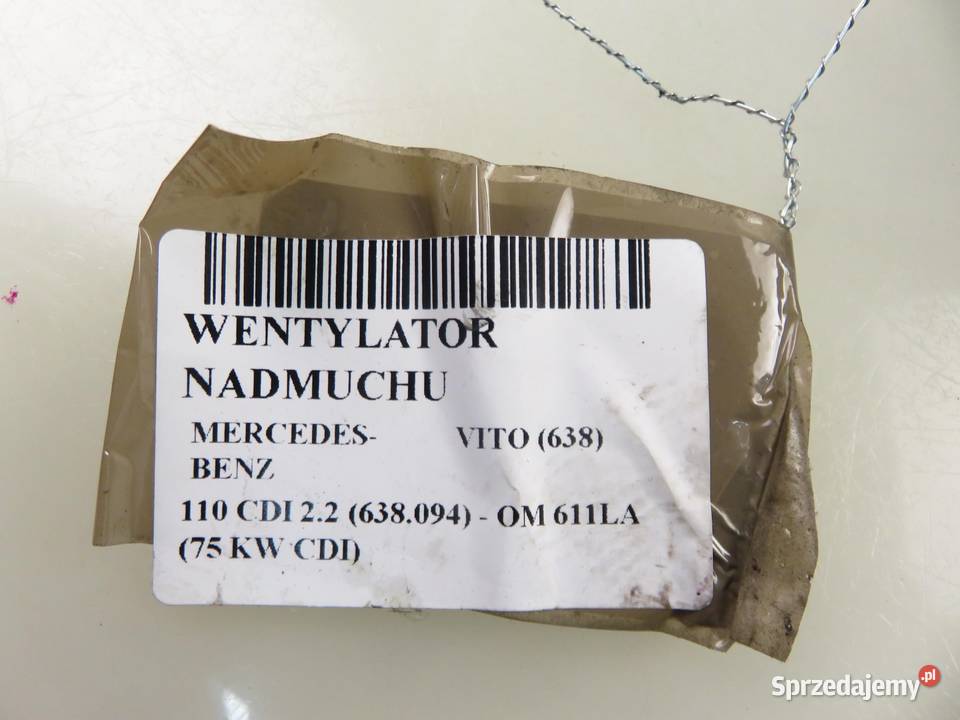 WENTYLATOR
NADMUCHU
MERCEDES-
BENZ
VITO (638)
110 CDI 2.2 (638.094) - OM 611LA
(75 KW CDI)
Sprzedajemy.pl